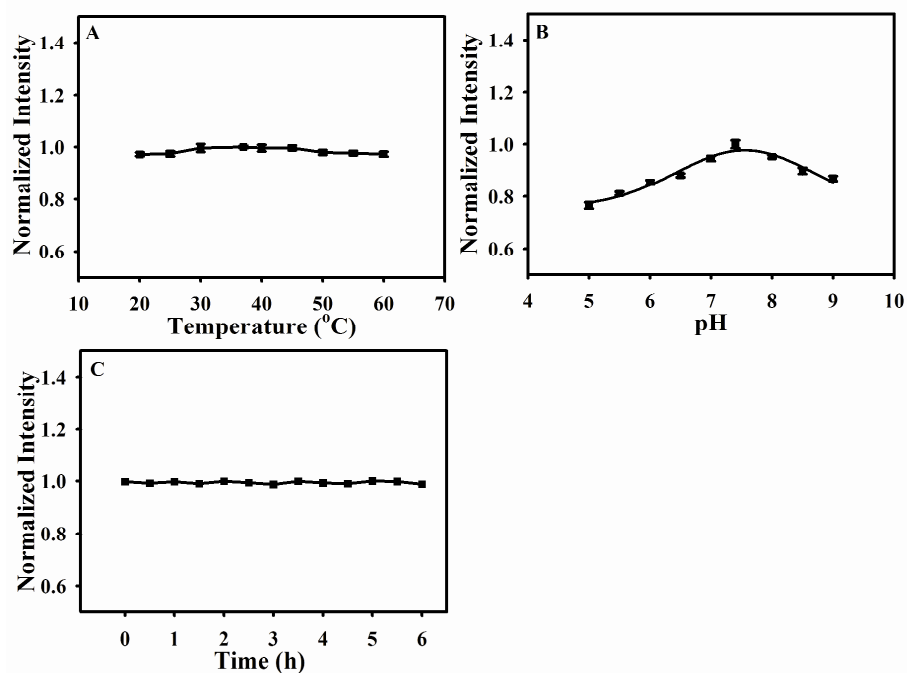 A
Normalized Intensity
1.4
1.2
1.0
0.8
0.6
10 20 30 40 50 60 70
Temperature (°C)
B
Normalized Intensity
1.4
1.2
1.0
0.8
0.6
4 5 6 7 8 9 10
pH
C
Normalized Intensity
1.4
1.2
1.0
0.8
0.6
0 1 2 3 4 5 6
Time (h)